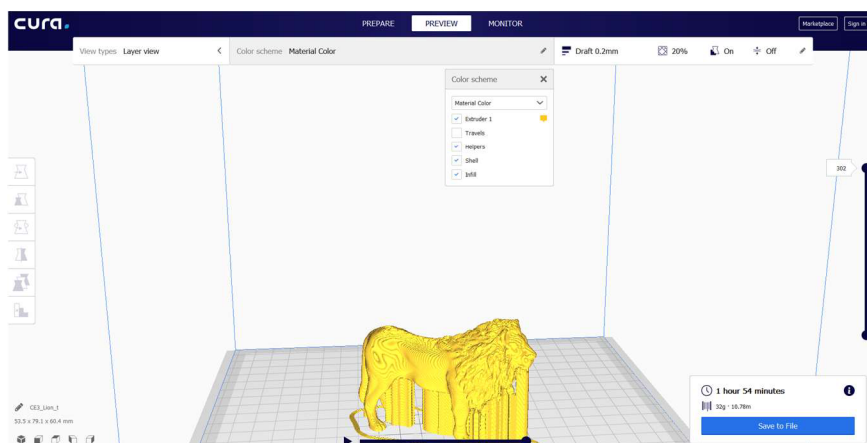 cura.
PREPARE PREVIEW MONITOR
Marketplace Sign in
View types Layer view
Color scheme Material Color
Draft 0.2mm 20% On Off
Color scheme
Material Color
Extruder 1
Travels
Helpers
Shell
Infill
302
1 hour 54 minutes
32g · 10.78m
Save to File
CE3_Lion_1
53.5 x 79.1 x 60.4 mm